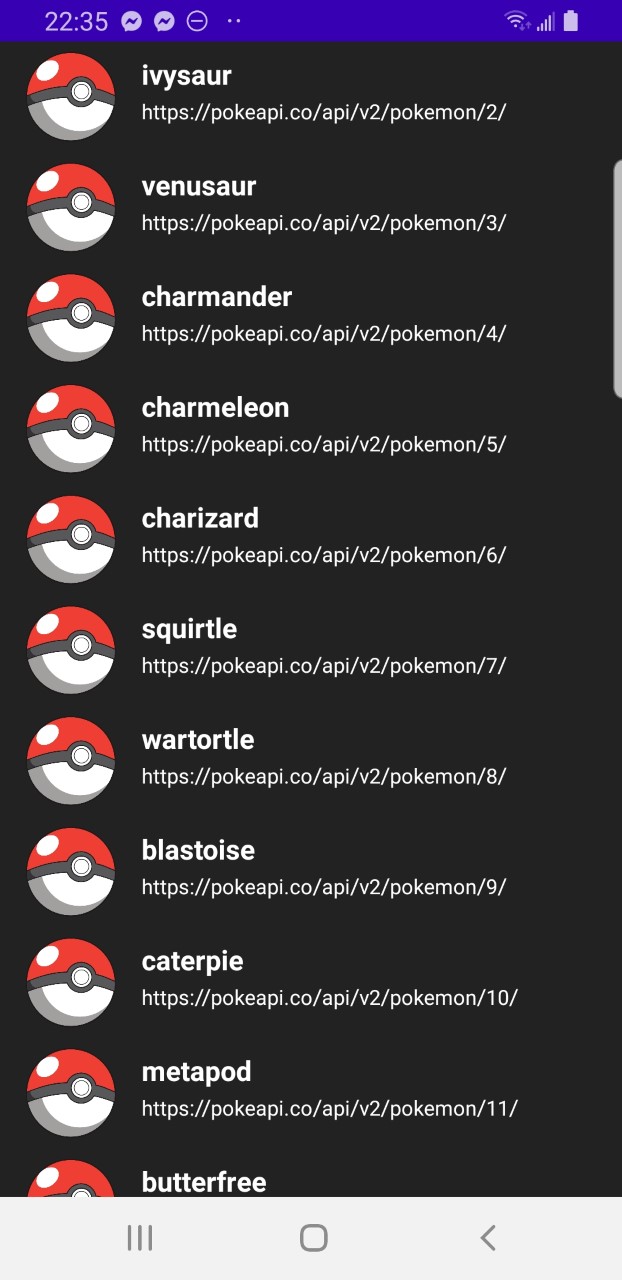 22:35
ivysaur
https://pokeapi.co/api/v2/pokemon/2/
venusaur
https://pokeapi.co/api/v2/pokemon/3/
charmander
https://pokeapi.co/api/v2/pokemon/4/
charmeleon
https://pokeapi.co/api/v2/pokemon/5/
charizard
https://pokeapi.co/api/v2/pokemon/6/
squirtle
https://pokeapi.co/api/v2/pokemon/7/
wartortle
https://pokeapi.co/api/v2/pokemon/8/
blastoise
https://pokeapi.co/api/v2/pokemon/9/
caterpie
https://pokeapi.co/api/v2/pokemon/10/
metapod
https://pokeapi.co/api/v2/pokemon/11/
butterfree